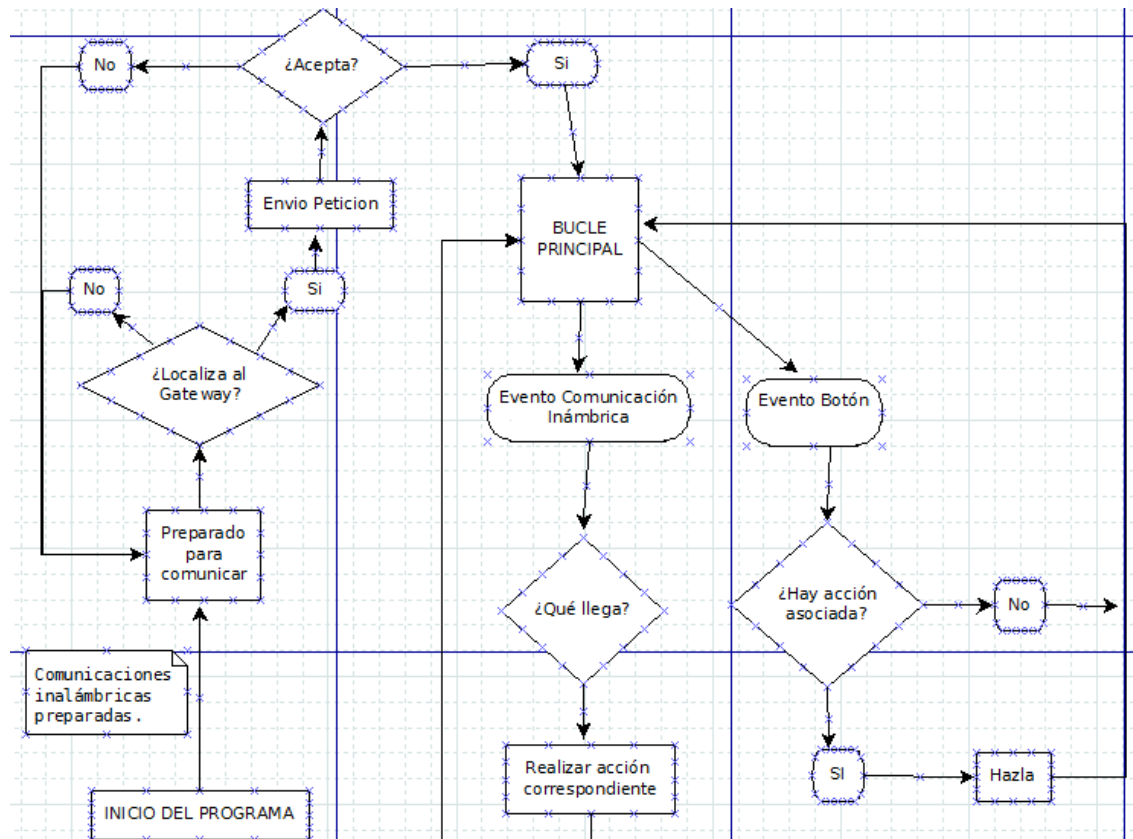 No
¿Acepta?
Si
Envio Peticion
BUCLE
PRINCIPAL
No
Si
¿Localiza al
Gateway?
Evento Comunicación
Inámbrica
Evento Botón
Preparado
para
comunicar
¿Qué llega?
¿Hay acción
asociada?
No
Comunicaciones
inalámbricas
preparadas.
Realizar acción
correspondiente
SI
Hazla
INICIO DEL PROGRAMA